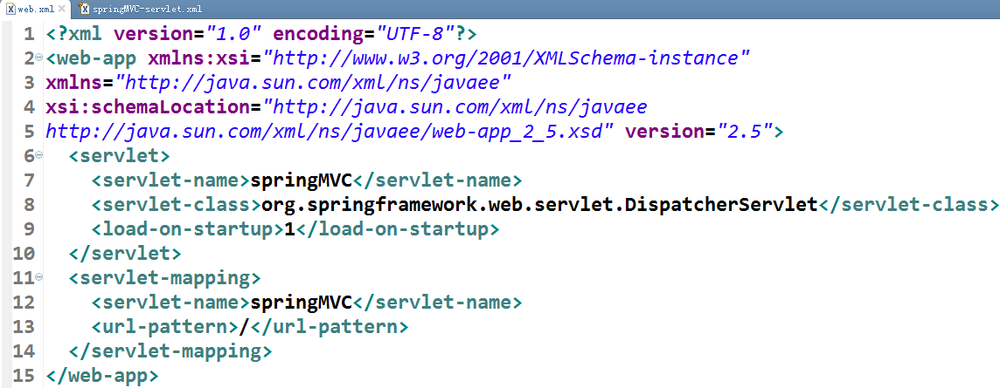 web.xml springMVC-servlet.xml
1 <?xml version="1.0" encoding="UTF-8"?>
2 <web-app xmlns:xsi="http://www.w3.org/2001/XMLSchema-instance"
3 xmlns="http://java.sun.com/xml/ns/javaee"
4 xsi:schemaLocation="http://java.sun.com/xml/ns/javaee
5 http://java.sun.com/xml/ns/javaee/web-app_2_5.xsd" version="2.5">
6 <servlet>
7 <servlet-name>springMVC</servlet-name>
8 <servlet-class>org.springframework.web.servlet.DispatcherServlet</servlet-class>
9 <load-on-startup>1</load-on-startup>
10 </servlet>
11 <servlet-mapping>
12 <servlet-name>springMVC</servlet-name>
13 <url-pattern>/</url-pattern>
14 </servlet-mapping>
15 </web-app>